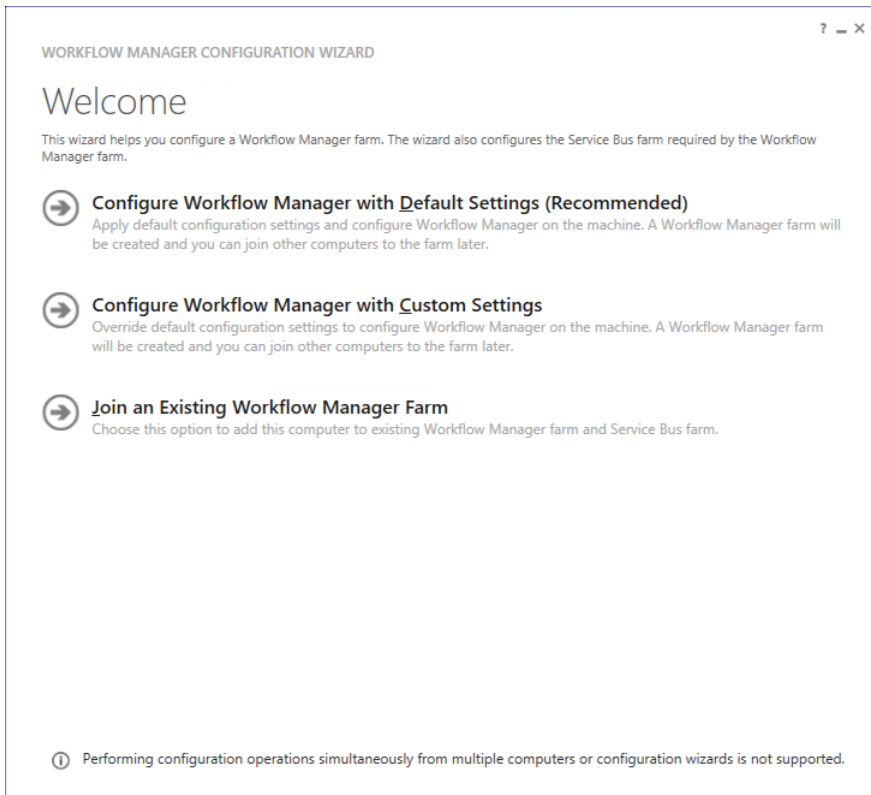 ? – ×
WORKFLOW MANAGER CONFIGURATION WIZARD
Welcome
This wizard helps you configure a Workflow Manager farm. The wizard also configures the Service Bus farm required by the Workflow
Manager farm.
Configure Workflow Manager with Default Settings (Recommended)
Apply default configuration settings and configure Workflow Manager on the machine. A Workflow Manager farm will
be created and you can join other computers to the farm later.
Configure Workflow Manager with Custom Settings
Override default configuration settings to configure Workflow Manager on the machine. A Workflow Manager farm
will be created and you can join other computers to the farm later.
Join an Existing Workflow Manager Farm
Choose this option to add this computer to existing Workflow Manager farm and Service Bus farm.
Performing configuration operations simultaneously from multiple computers or configuration wizards is not supported.